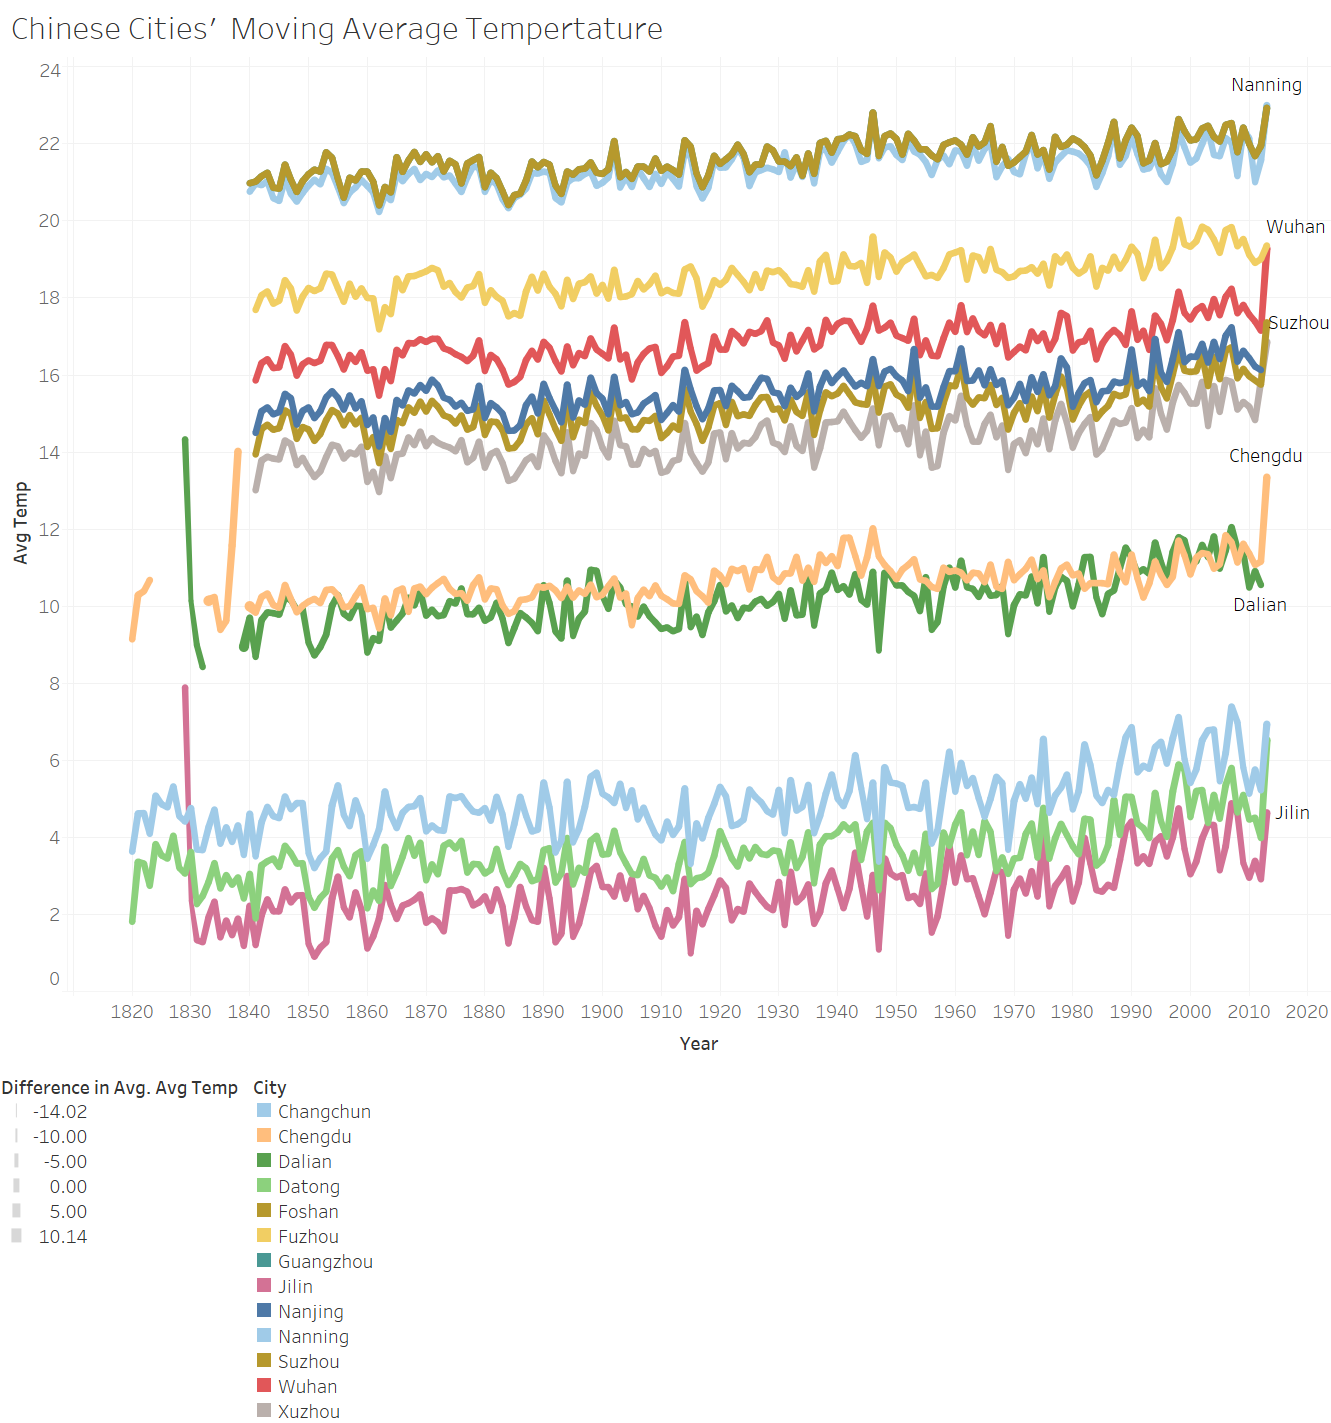 Chinese Cities’ Moving Average Tempertature
24
22
20
18
16
14
12
10
8
6
4
2
0
Avg Temp
Nanning
Wuhan
Suzhou
Chengdu
Dalian
Jilin
1820 1830 1840 1850 1860 1870 1880 1890 1900 1910 1920 1930 1940 1950 1960 1970 1980 1990 2000 2010 2020
Year
Difference in Avg. Avg Temp
-14.02
-10.00
-5.00
0.00
5.00
10.14
City
Changchun
Chengdu
Dalian
Datong
Foshan
Fuzhou
Guangzhou
Jilin
Nanjing
Nanning
Suzhou
Wuhan
Xuzhou